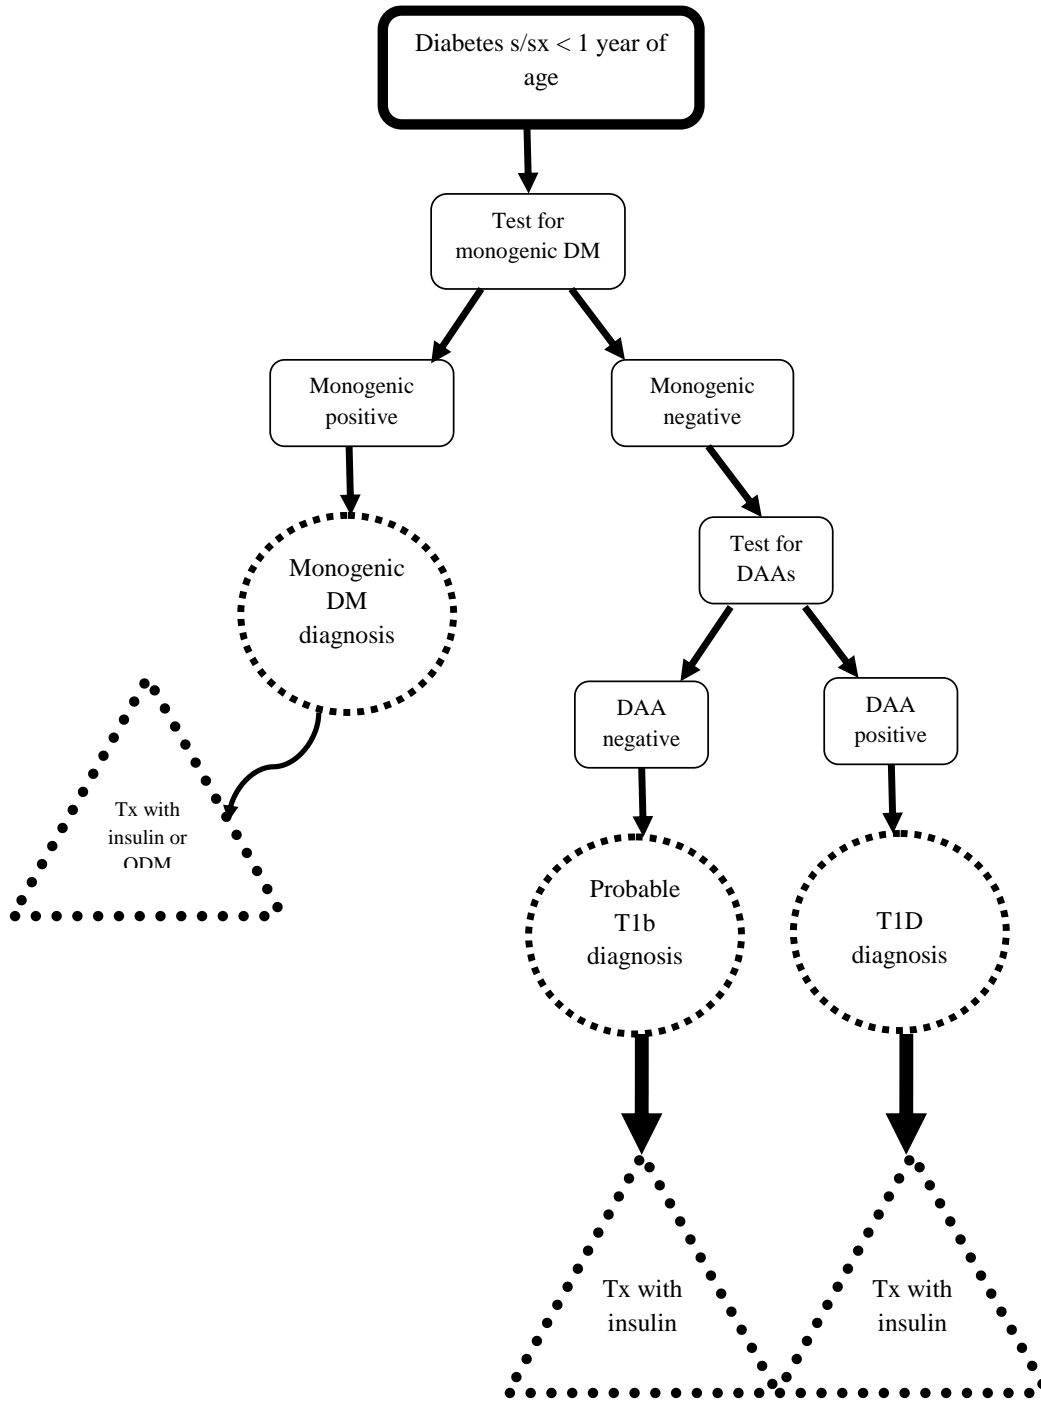 Diabetes s/sx < 1 year of
age
Test for
monogenic DM
Monogenic
positive
Monogenic
negative
Test for
DAAs
Monogenic
DM
diagnosis
DAA
negative
DAA
positive
Tx with
insulin or
ODM
Probable
T1b
diagnosis
T1D
diagnosis
Tx with
insulin
Tx with
insulin